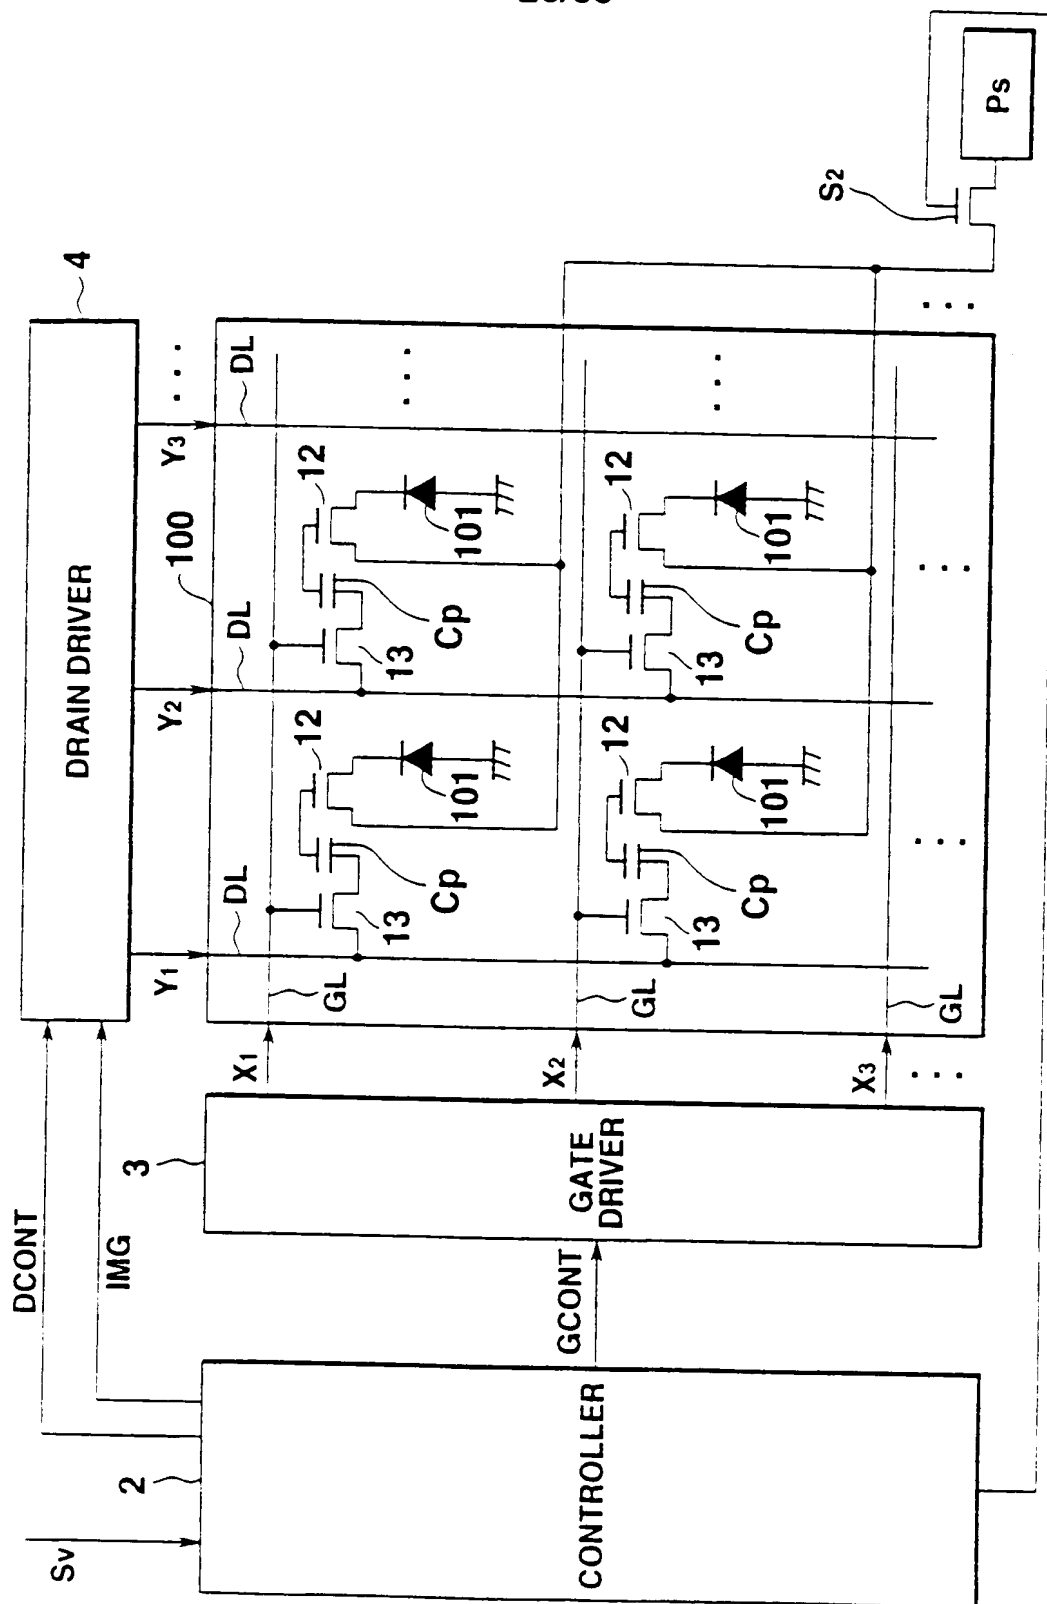 Sv
2
CONTROLLER
DCONT
IMG
GCONT
3
GATE
DRIVER
X1
X2
X3
. . .
DRAIN DRIVER
4
Y1
Y2
Y3
. . .
100
DL
DL
DL
GL
GL
GL
13
Cp
12
101
13
Cp
12
101
. . .
13
Cp
12
101
13
Cp
12
101
. . .
. . .
. . .
. . .
S2
Ps